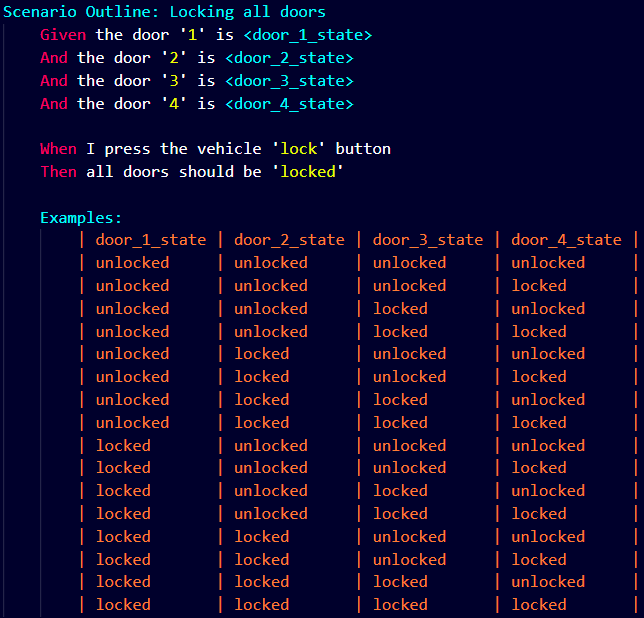 Scenario Outline: Locking all doors
Given the door '1' is <door_1_state>
And the door '2' is <door_2_state>
And the door '3' is <door_3_state>
And the door '4' is <door_4_state>
When I press the vehicle 'lock' button
Then all doors should be 'locked'
Examples:
| door_1_state | door_2_state | door_3_state | door_4_state |
| unlocked | unlocked | unlocked | unlocked |
| unlocked | unlocked | unlocked | locked |
| unlocked | unlocked | locked | unlocked |
| unlocked | unlocked | locked | locked |
| unlocked | locked | unlocked | unlocked |
| unlocked | locked | unlocked | locked |
| unlocked | locked | locked | unlocked |
| unlocked | locked | locked | locked |
| locked | unlocked | unlocked | unlocked |
| locked | unlocked | unlocked | locked |
| locked | unlocked | locked | unlocked |
| locked | unlocked | locked | locked |
| locked | locked | unlocked | unlocked |
| locked | locked | unlocked | locked |
| locked | locked | locked | unlocked |
| locked | locked | locked | locked |